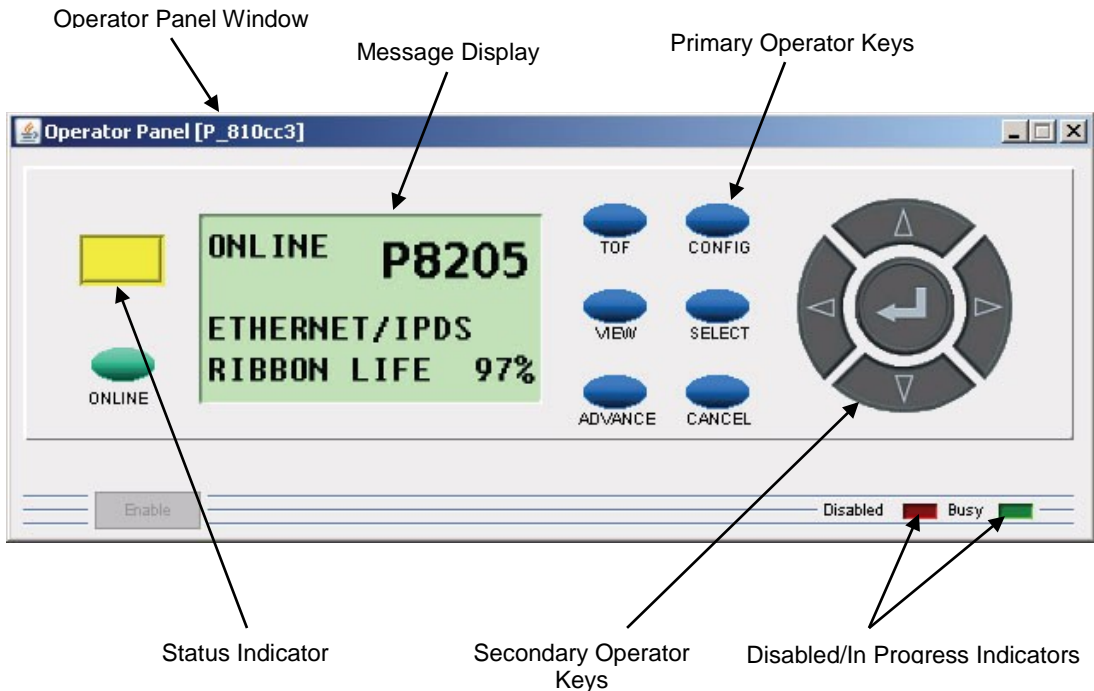 Operator Panel Window
Message Display
Primary Operator Keys
Operator Panel [P_810cc3]
ONLINE P8205
ETHERNET/IPDS
RIBBON LIFE 97%
ONLINE
TOF CONFIG
VIEW SELECT
ADVANCE CANCEL
Enable
Disabled Busy
Status Indicator
Secondary Operator
Keys
Disabled/In Progress Indicators